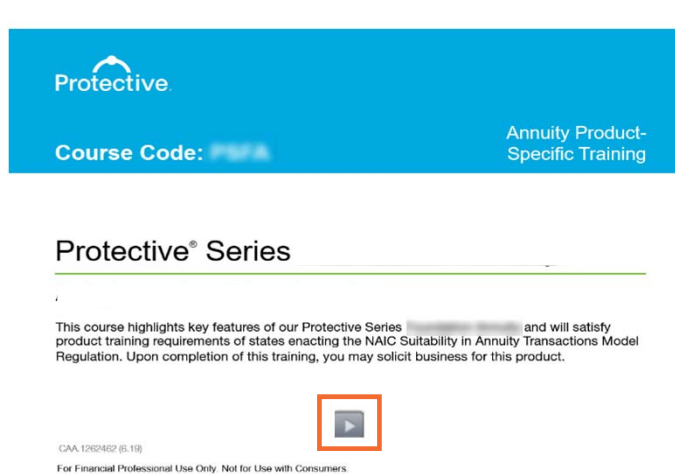 Protective.
Annuity Product-
Course Code:
Specific Training
Protective® Series
This course highlights key features of our Protective Series and will satisfy
product training requirements of states enacting the NAIC Suitability in Annuity Transactions Model
Regulation. Upon completion of this training, you may solicit business for this product.
CAA.1262462 (6.19)
For Financial Professional Use Only. Not for Use with Consumers.